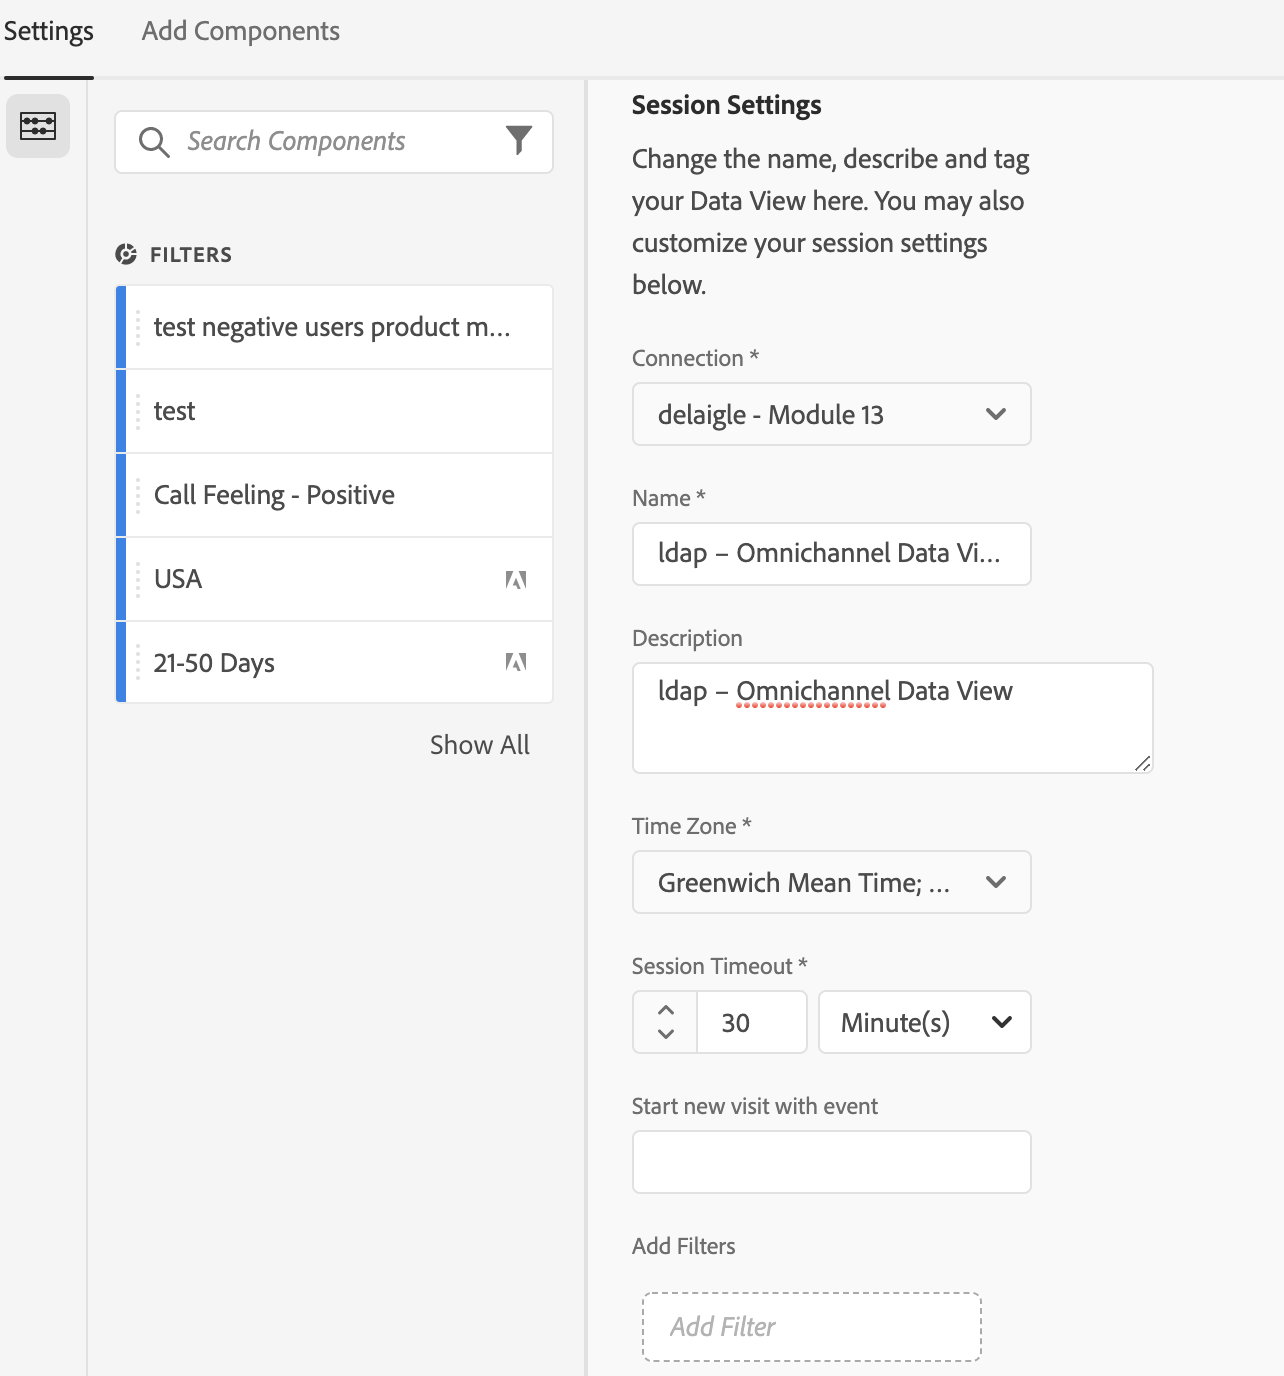 Settings
Add Components
Search Components
FILTERS
test negative users product m...
test
Call Feeling - Positive
USA
21-50 Days
Show All
Session Settings
Change the name, describe and tag
your Data View here. You may also
customize your session settings
below.
Connection *
delaigle - Module 13
Name *
ldap – Omnichannel Data Vi...
Description
ldap – Omnichannel Data View
Time Zone *
Greenwich Mean Time; ...
Session Timeout *
30
Minute(s)
Start new visit with event
Add Filters
Add Filter